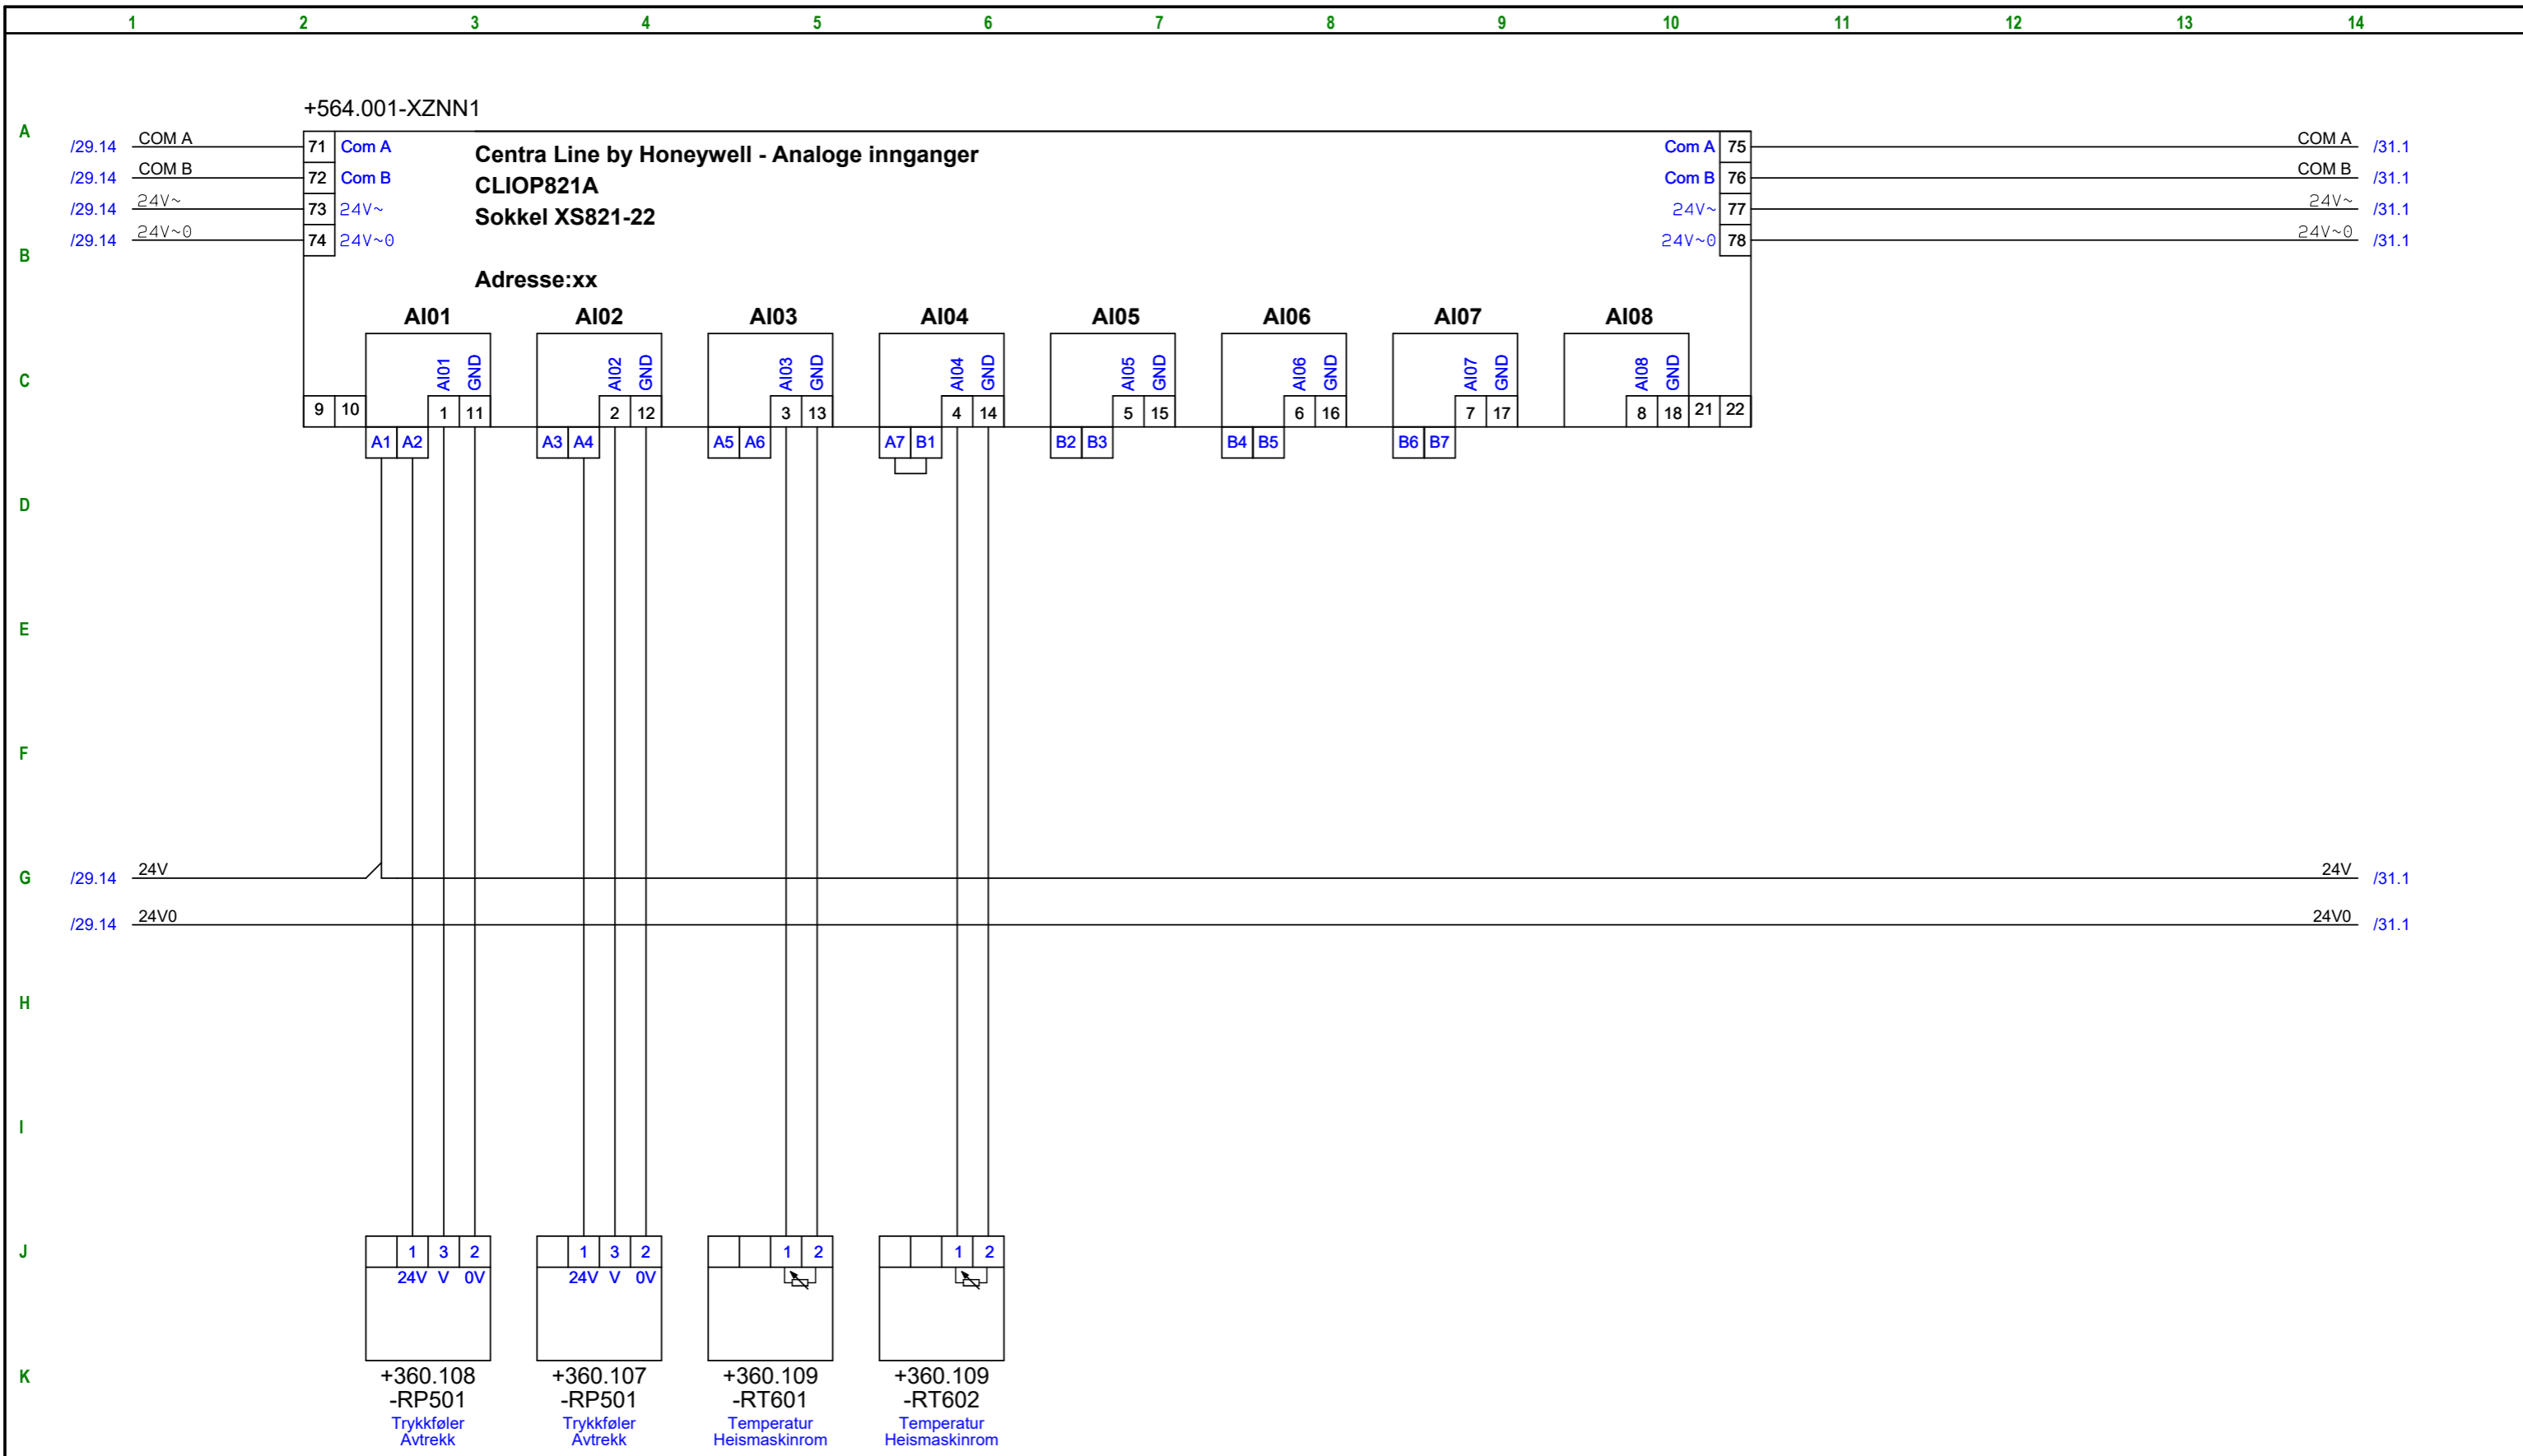 1 2 3 4 5 6 7 8 9 10 11 12 13 14
+564.001-XZNN1
A
/29.14 COM A 71 Com A Centra Line by Honeywell - Analoge innganger Com A 75 COM A /31.1
/29.14 COM B 72 Com B CLIOP821A Com B 76 COM B /31.1
/29.14 24V~ 73 24V~ Sokkel XS821-22 24V~ 77 24V~ /31.1
/29.14 24V~0 74 24V~0 24V~0 78 24V~0 /31.1
B
Adresse:xx
AI01 AI02 AI03 AI04 AI05 AI06 AI07 AI08
C
AI01 GND AI02 GND AI03 GND AI04 GND AI05 GND AI06 GND AI07 GND AI08 GND
9 10 1 11 2 12 3 13 4 14 5 15 6 16 7 17 8 18 21 22
A1 A2 A3 A4 A5 A6 A7 B1 B2 B3 B4 B5 B6 B7
D
E
F
G /29.14 24V 24V /31.1
/29.14 24V0 24V0 /31.1
H
I
J 1 3 2 1 3 2 1 2 1 2
24V V 0V 24V V 0V
K
+360.108 +360.107 +360.109 +360.109
-RP501 -RP501 -RT601 -RT602
Trykkføler Trykkføler Temperatur Temperatur
Avtrekk Avtrekk Heismaskinrom Heismaskinrom